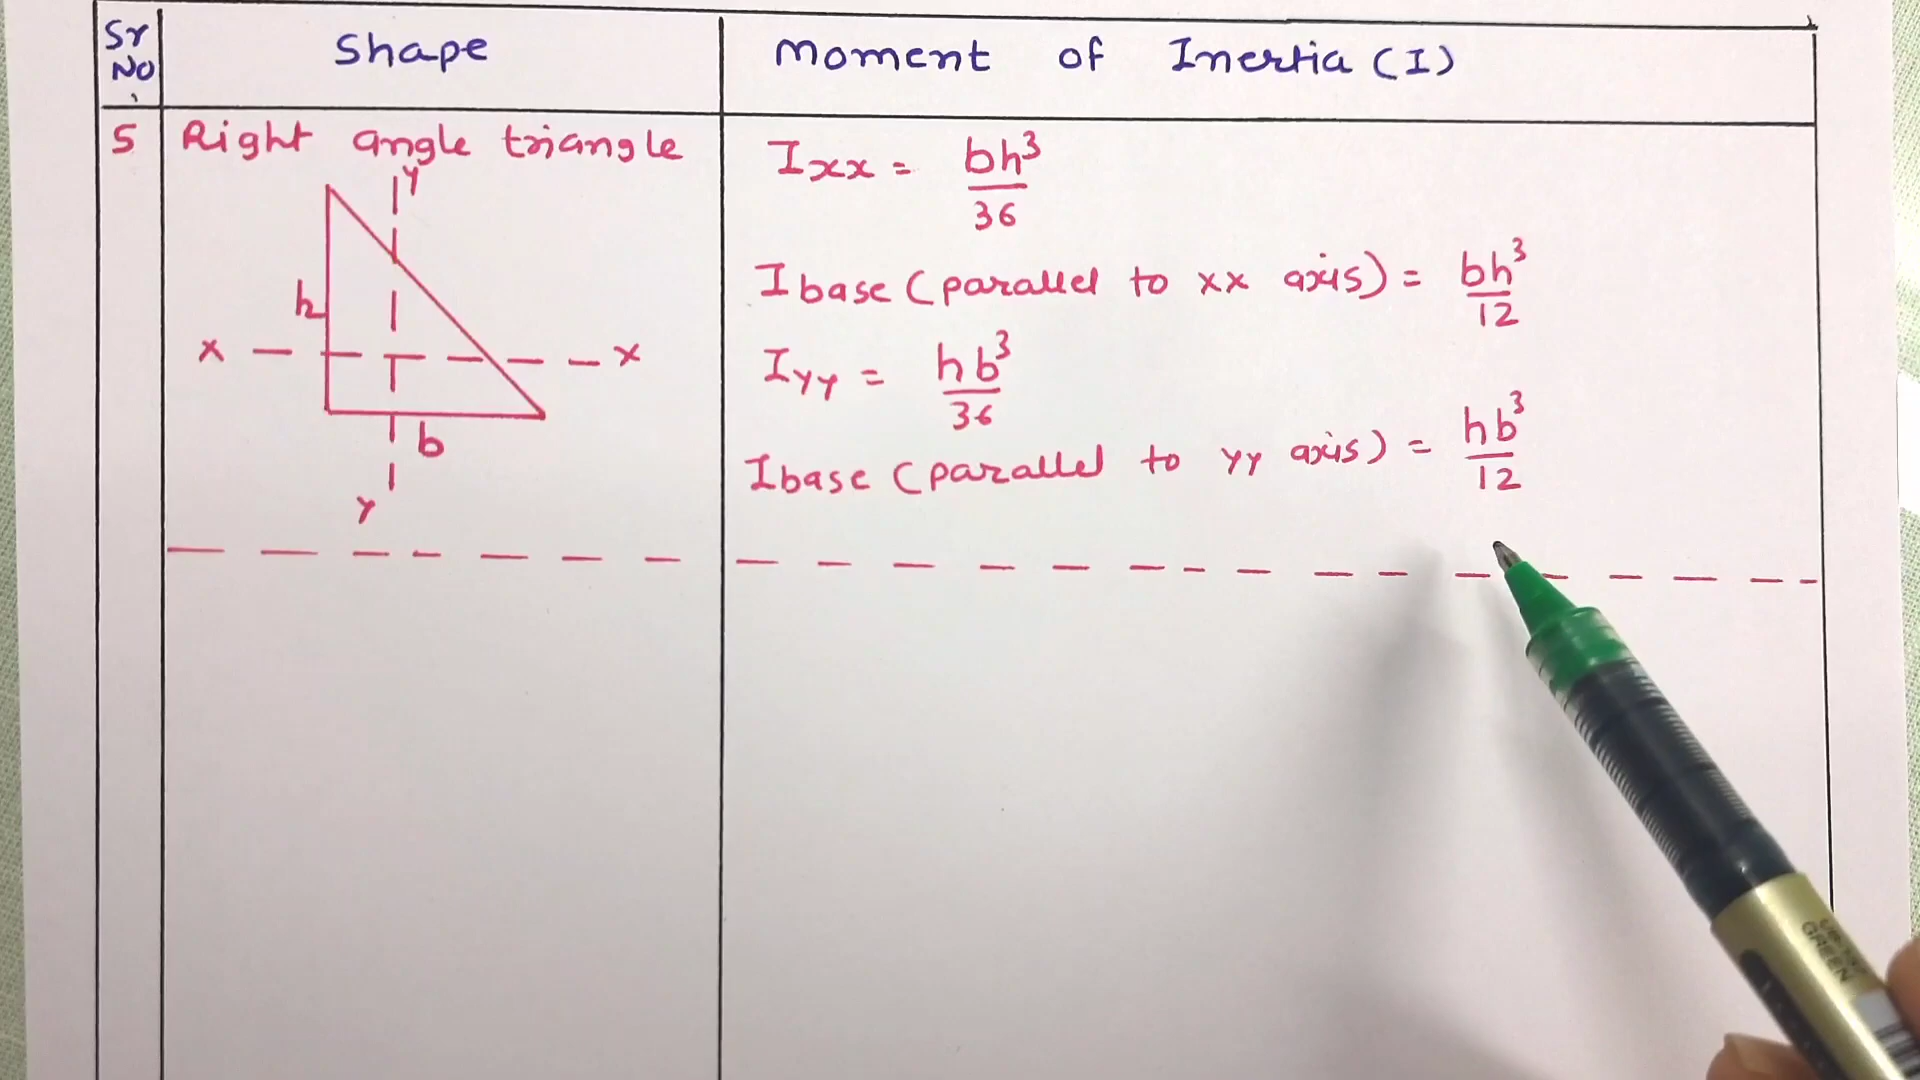 Sr No.
Shape
Moment of Inertia (I)
5
Right angle triangle
y
h
x
x
b
y
Ixx = bh³/36
Ibase (parallel to xx axis) = bh³/12
Iyy = hb³/36
Ibase (parallel to yy axis) = hb³/12
GREEN